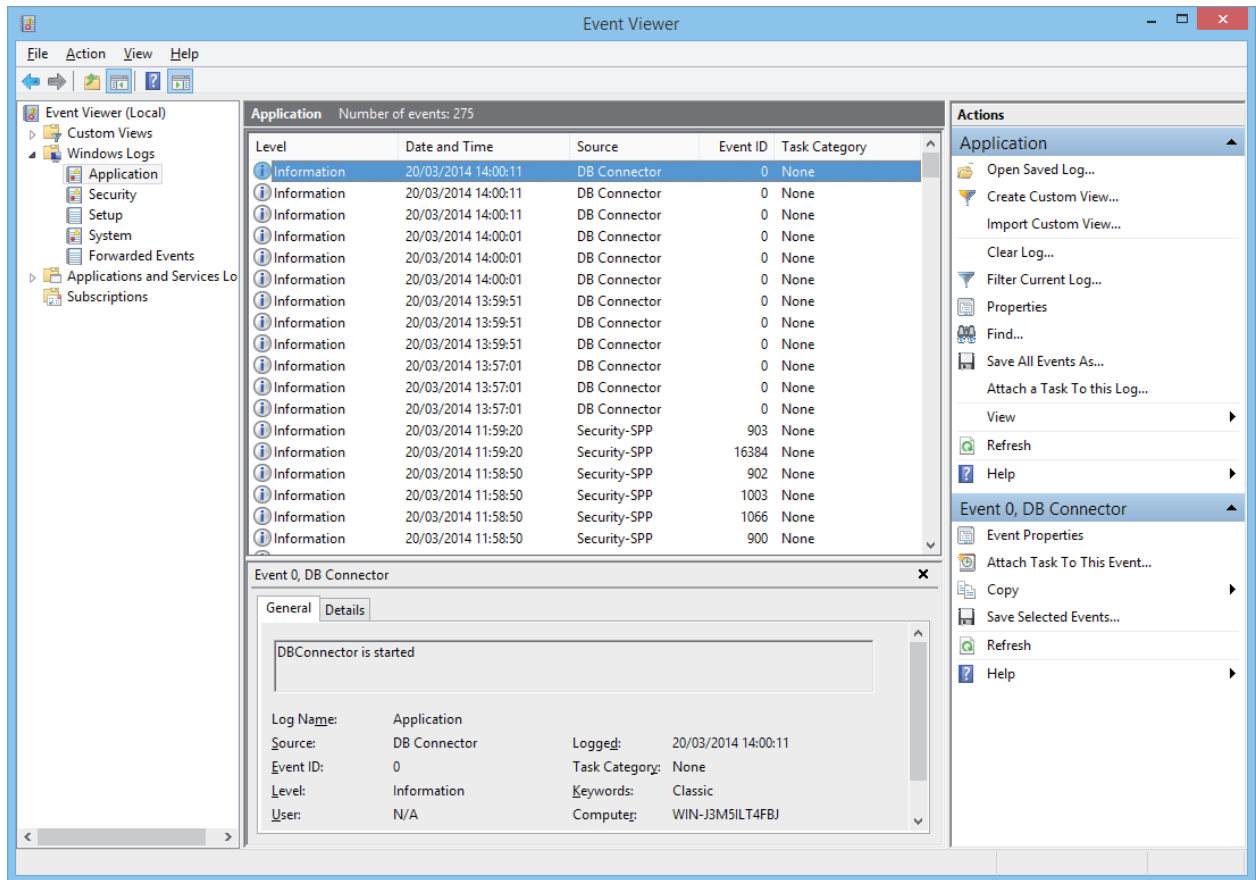 Event Viewer
File Action View Help
Event Viewer (Local)
Custom Views
Windows Logs
Application
Security
Setup
System
Forwarded Events
Applications and Services Lo
Subscriptions
Application Number of events: 275
Level Date and Time Source Event ID Task Category
Information 20/03/2014 14:00:11 DB Connector 0 None
Information 20/03/2014 14:00:11 DB Connector 0 None
Information 20/03/2014 14:00:11 DB Connector 0 None
Information 20/03/2014 14:00:01 DB Connector 0 None
Information 20/03/2014 14:00:01 DB Connector 0 None
Information 20/03/2014 14:00:01 DB Connector 0 None
Information 20/03/2014 13:59:51 DB Connector 0 None
Information 20/03/2014 13:59:51 DB Connector 0 None
Information 20/03/2014 13:59:51 DB Connector 0 None
Information 20/03/2014 13:57:01 DB Connector 0 None
Information 20/03/2014 13:57:01 DB Connector 0 None
Information 20/03/2014 13:57:01 DB Connector 0 None
Information 20/03/2014 11:59:20 Security-SPP 903 None
Information 20/03/2014 11:59:20 Security-SPP 16384 None
Information 20/03/2014 11:58:50 Security-SPP 902 None
Information 20/03/2014 11:58:50 Security-SPP 1003 None
Information 20/03/2014 11:58:50 Security-SPP 1066 None
Information 20/03/2014 11:58:50 Security-SPP 900 None
Event 0, DB Connector
General Details
DBConnector is started
Log Name: Application
Source: DB Connector Logged: 20/03/2014 14:00:11
Event ID: 0 Task Category: None
Level: Information Keywords: Classic
User: N/A Computer: WIN-J3M5ILT4FBJ
Actions
Application
Open Saved Log...
Create Custom View...
Import Custom View...
Clear Log...
Filter Current Log...
Properties
Find...
Save All Events As...
Attach a Task To this Log...
View
Refresh
Help
Event 0, DB Connector
Event Properties
Attach Task To This Event...
Copy
Save Selected Events...
Refresh
Help